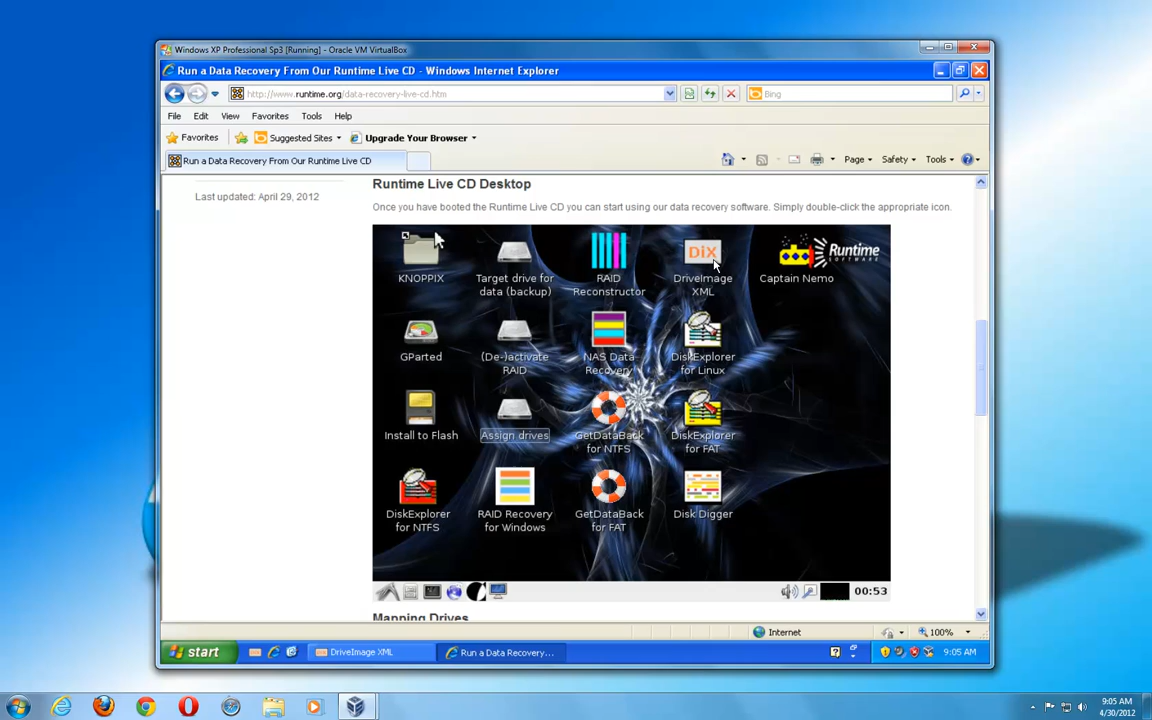 Windows XP Professional Sp3 [Running] - Oracle VM VirtualBox
Run a Data Recovery From Our Runtime Live CD - Windows Internet Explorer
http://www.runtime.org/data-recovery-live-cd.htm
Bing
File Edit View Favorites Tools Help
Favorites Suggested Sites Upgrade Your Browser
Run a Data Recovery From Our Runtime Live CD
Page Safety Tools
Runtime Live CD Desktop
Last updated: April 29, 2012
Once you have booted the Runtime Live CD you can start using our data recovery software. Simply double-click the appropriate icon.
DiX
Runtime
SOFTWARE
KNOPPIX
Target drive for
data (backup)
RAID
Reconstructor
DriveImage
XML
Captain Nemo
GParted
(De-)activate
RAID
NAS Data
Recovery
DiskExplorer
for Linux
Install to Flash
Assign drives
GetDataBack
for NTFS
DiskExplorer
for FAT
DiskExplorer
for NTFS
RAID Recovery
for Windows
GetDataBack
for FAT
Disk Digger
00:53
Mapping Drives
Internet
100%
start
DriveImage XML
Run a Data Recovery...
9:05 AM
9:05 AM
4/30/2012